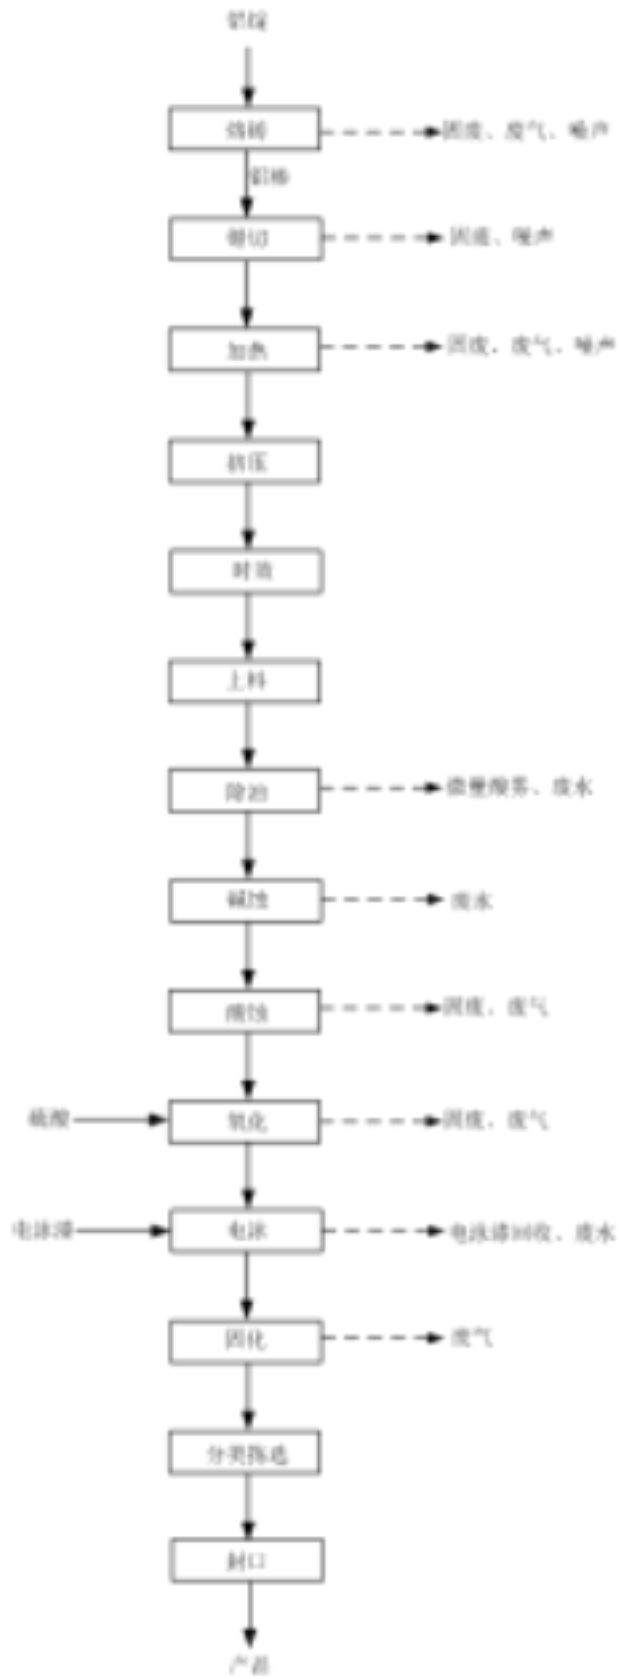 铝锭
熔铸
固废、废气、噪声
铝棒
锯切
固废、噪声
加热
固废、废气、噪声
挤压
时效
上料
除油
微量酸雾、废水
碱蚀
废水
酸蚀
固废、废气
硫酸
氧化
固废、废气
电泳漆
电泳
电泳漆回收、废水
固化
废气
分类拣选
封口
产品